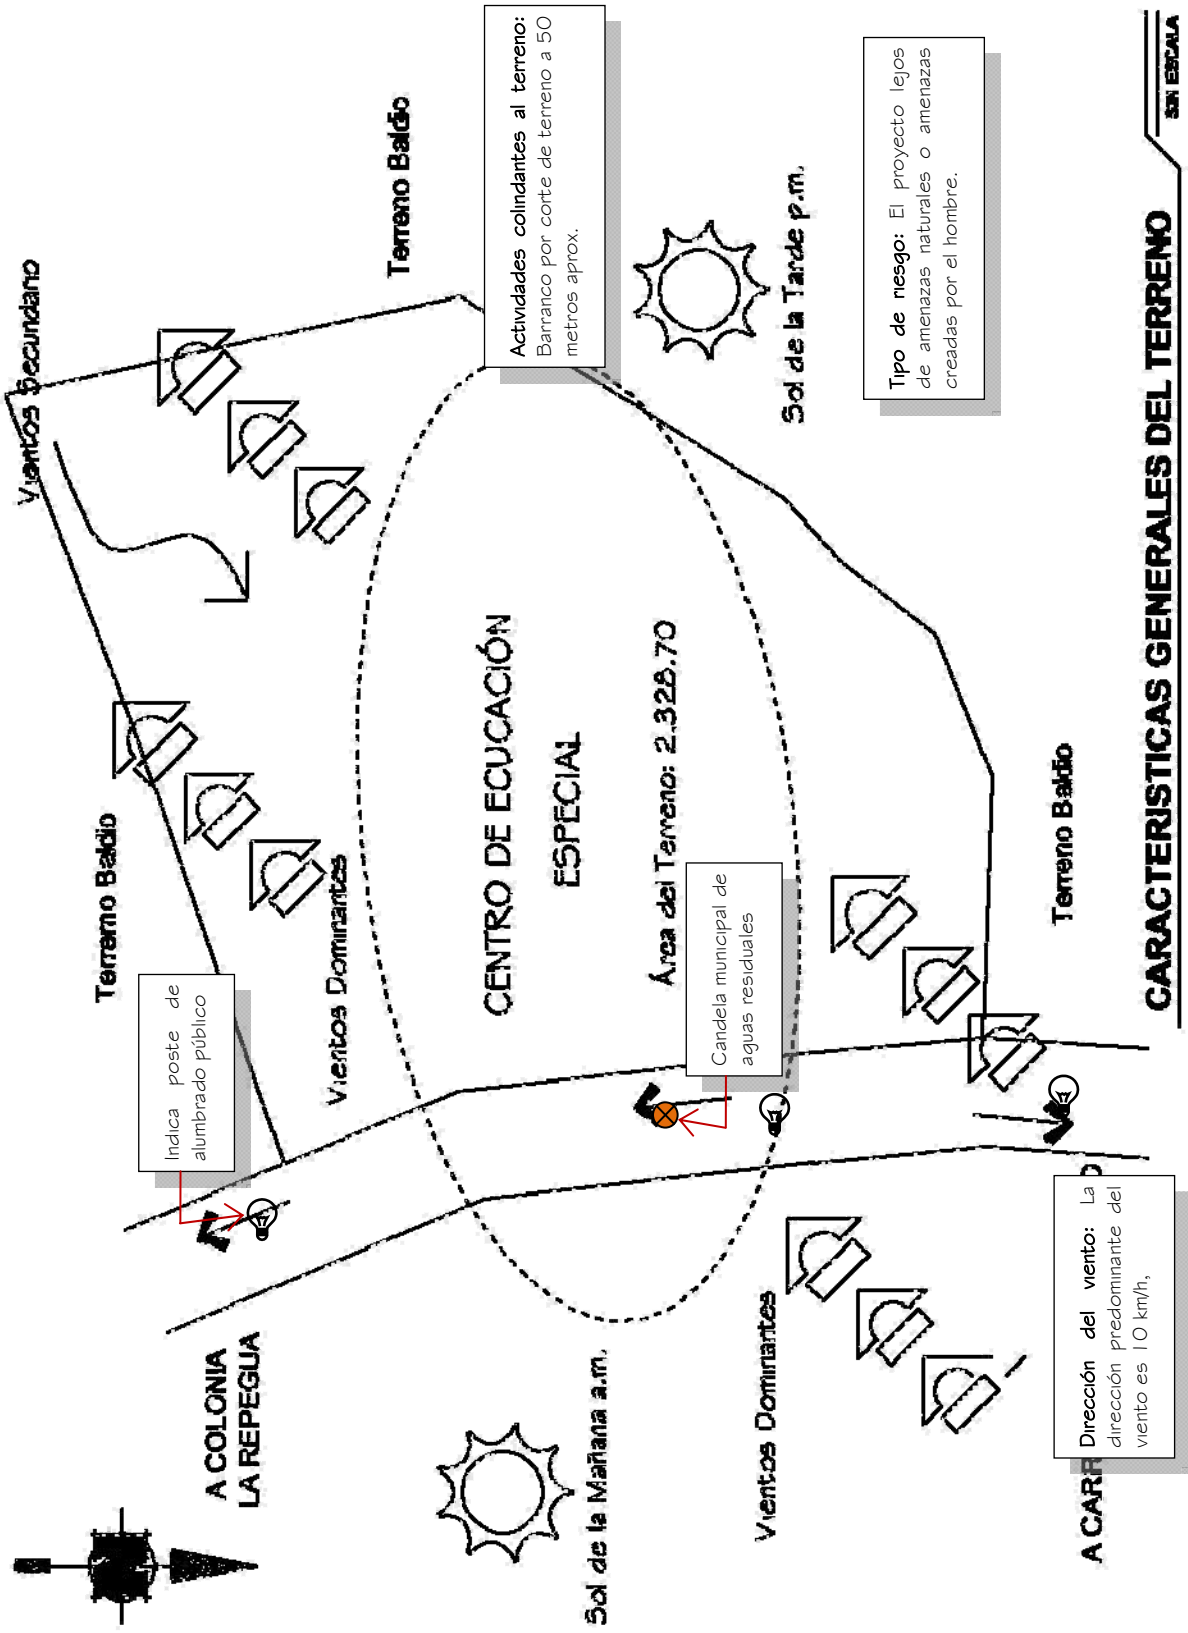 Vientos Secundario
Terreno Baldio
Actividades colindantes al terreno:
Barranco por corte de terreno a 50
metros aprox.
Sol de la Tarde p.m.
Tipo de riesgo: El proyecto lejos
de amenazas naturales o amenazas
creadas por el hombre.
Terreno Baldio
Indica poste de
alumbrado público
Vientos Dominantes
CENTRO DE ECUCACIÓN
ESPECIAL
Área del Terreno: 2,328.70
Candela municipal de
aguas residuales
Terreno Baldio
A COLONIA
LA REPEGUA
Sol de la Mañana a.m.
Vientos Dominantes
A CARR
Dirección del viento: La
dirección predominante del
viento es 10 km/h,
CARACTERISTICAS GENERALES DEL TERRENO
SIN ESCALA